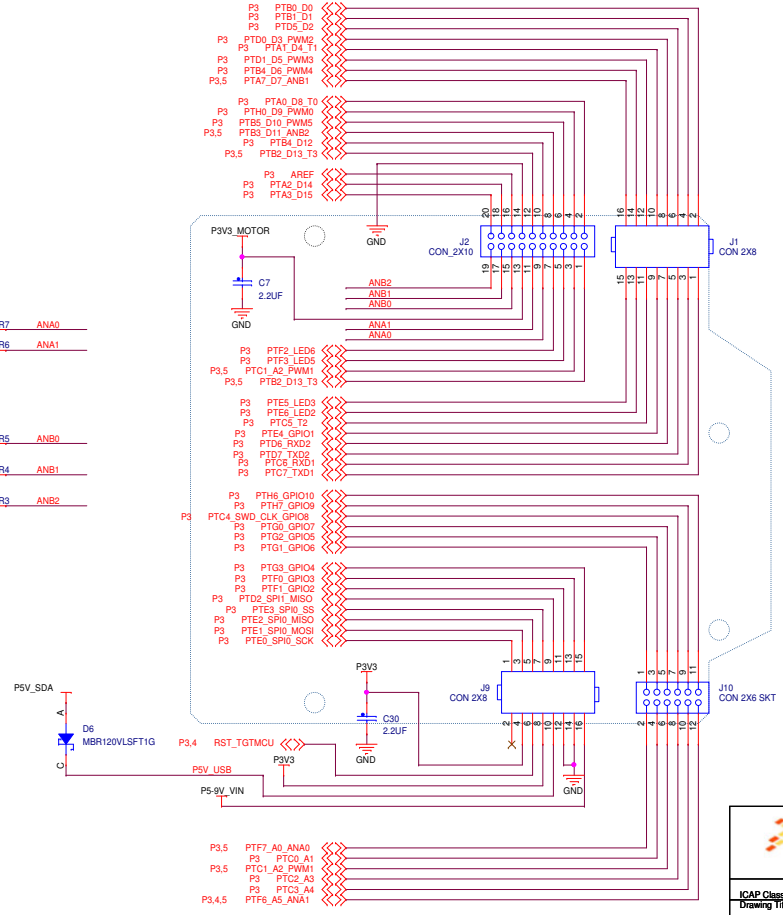 P3 PTB0_D0
P3 PTB1_D1
P3 PTD5_D2
P3 PTD0_D3_PWM2
P3 PTA1_D4_T1
P3 PTD1_D5_PWM3
P3 PTB4_D6_PWM4
P3,5 PTA7_D7_ANB1
P3 PTA0_D8_T0
P3 PTH0_D9_PWM0
P3 PTB5_D10_PWM5
P3,5 PTB3_D11_ANB2
P3 PTB4_D12
P3,5 PTB2_D13_T3
P3 AREF
P3 PTA2_D14
P3 PTA3_D15
20 18 16 14 12 10 8 6 4 2
16 14 12 10 8 6 4 2
P3V3_MOTOR
GND
J2
CON_2X10
J1
CON 2X8
19 17 15 13 11 9 7 5 3 1
15 13 11 9 7 5 3 1
C7
2.2UF
GND
ANB2
ANB1
ANB0
ANA1
ANA0
R7 ANA0
R6 ANA1
P3 PTF2_LED6
P3 PTF3_LED5
P3,5 PTC1_A2_PWM1
P3,5 PTB2_D13_T3
P3 PTE5_LED3
P3 PTE6_LED2
P3 PTC5_T2
P3 PTE4_GPIO1
P3 PTD6_RXD2
P3 PTD7_TXD2
P3 PTC6_RXD1
P3 PTC7_TXD1
R5 ANB0
R4 ANB1
R3 ANB2
P3 PTH6_GPIO10
P3 PTH7_GPIO9
P3 PTC4_SWD_CLK_GPIO8
P3 PTG0_GPIO7
P3 PTG2_GPIO5
P3 PTG1_GPIO6
P3 PTG3_GPIO4
P3 PTF0_GPIO3
P3 PTF1_GPIO2
P3 PTD2_SPI1_MISO
P3 PTE3_SPI0_SS
P3 PTE2_SPI0_MISO
P3 PTE1_SPI0_MOSI
P3 PTE0_SPI0_SCK
1 3 5 7 9 11 13 15
1 3 5 7 9 11
P3V3
J9
CON 2X8
J10
CON 2X6 SKT
2 4 6 8 10 12 14 16
2 4 6 8 10 12
C30
2.2UF
GND
P5V_SDA
A
D6
MBR120VLSFT1G
C
P3,4 RST_TGTMCU
P5V_USB
P3V3
P5-9V_VIN
GND
P3,5 PTF7_A0_ANA0
P3 PTC0_A1
P3,5 PTC1_A2_PWM1
P3 PTC2_A3
P3 PTC3_A4
P3,4,5 PTF6_A5_ANA1
ICAP Class
Drawing Tit